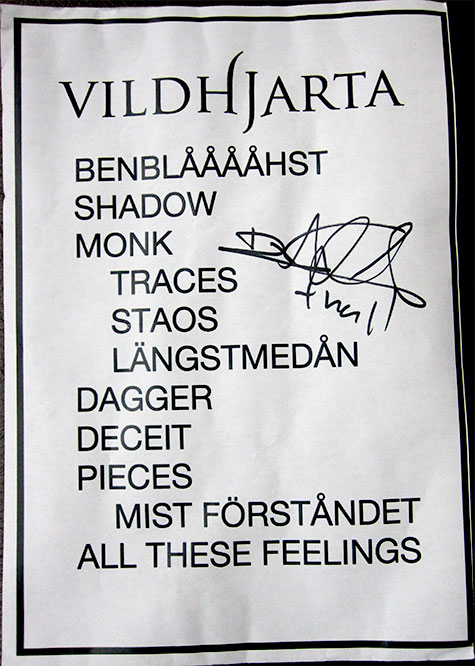 VILDHJARTA
BENBLÅÅÅÅHST
SHADOW
MONK
TRACES
STAOS
LÄNGSTMEDÅN
DAGGER
DECEIT
PIECES
MIST FÖRSTÅNDET
ALL THESE FEELINGS